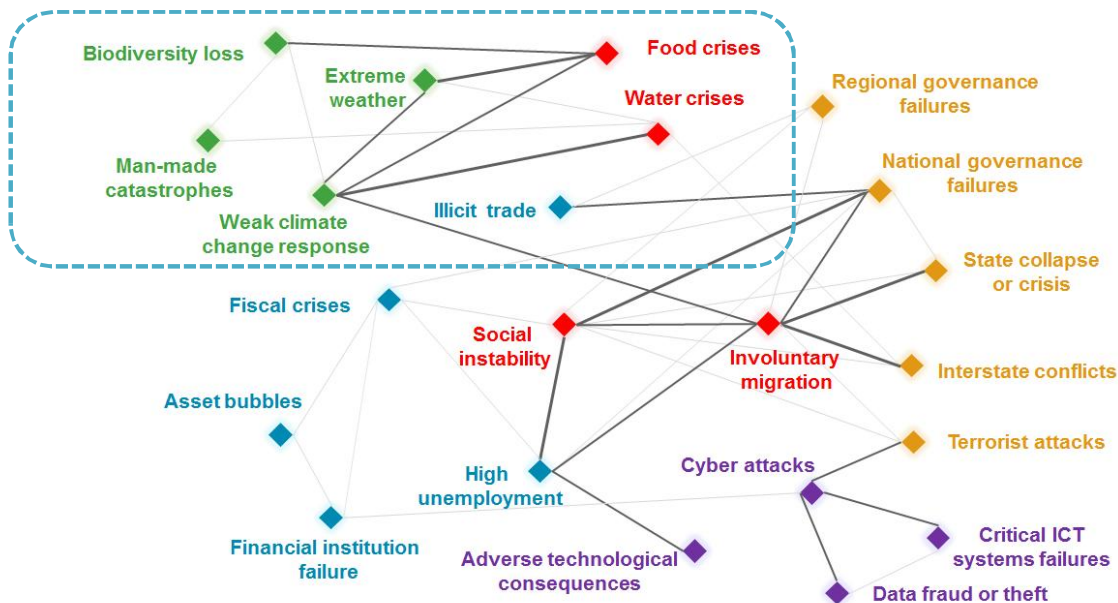 Biodiversity loss
Food crises
Extreme
weather
Water crises
Regional governance
failures
Man-made
catastrophes
National governance
failures
Weak climate
change response
Illicit trade
State collapse
or crisis
Fiscal crises
Social
instability
Involuntary
migration
Interstate conflicts
Asset bubbles
Terrorist attacks
High
unemployment
Cyber attacks
Financial institution
failure
Adverse technological
consequences
Critical ICT
systems failures
Data fraud or theft